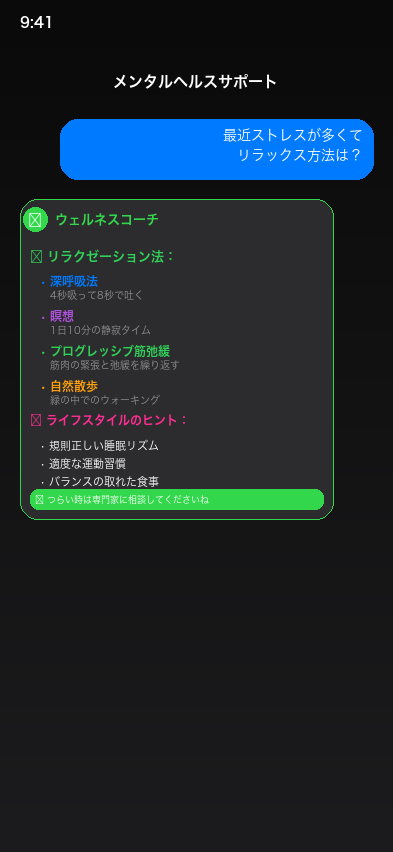 9:41
メンタルヘルスサポート
最近ストレスが多くて
リラックス方法は？
ウェルネスコーチ
リラクゼーション法：
• 深呼吸法
4秒吸って8秒で吐く
• 瞑想
1日10分の静寂タイム
• プログレッシブ筋弛緩
筋肉の緊張と弛緩を繰り返す
• 自然散歩
緑の中でのウォーキング
ライフスタイルのヒント：
• 規則正しい睡眠リズム
• 適度な運動習慣
• バランスの取れた食事
つらい時は専門家に相談してくださいね